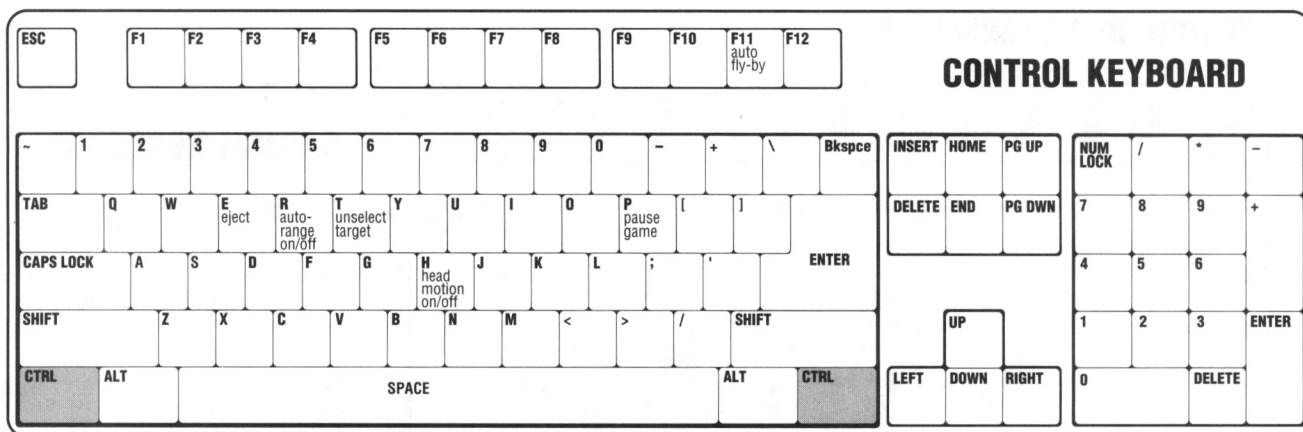 ESC F1 F2 F3 F4 F5 F6 F7 F8 F9 F10 F11 F12
auto
fly-by
CONTROL KEYBOARD
~ 1 2 3 4 5 6 7 8 9 0 – + \ Bkspce
INSERT HOME PG UP
NUM / * –
LOCK
TAB Q W E R T Y U I O P [ ]
eject auto- unselect pause
range target game
on/off
DELETE END PG DWN
7 8 9 +
CAPS LOCK A S D F G H J K L ; ' ENTER
head
motion
on/off
4 5 6
SHIFT Z X C V B N M < > / SHIFT
UP
1 2 3 ENTER
CTRL ALT SPACE ALT CTRL
LEFT DOWN RIGHT
0 DELETE